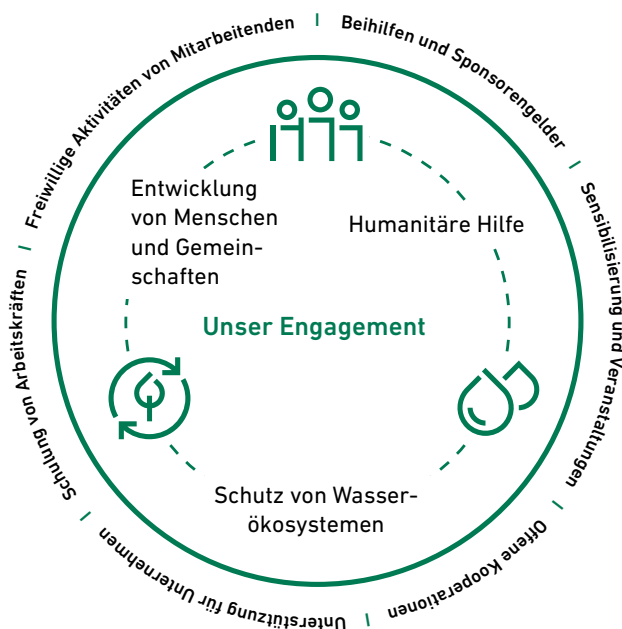 Freiwillige Aktivitäten von Mitarbeitenden
Beihilfen und Sponsorengelder
Sensibilisierung und Veranstaltungen
Offene Kooperationen
Unterstützung für Unternehmen
Schulung von Arbeitskräften
Entwicklung
von Menschen
und Gemein-
schaften
Humanitäre Hilfe
Unser Engagement
Schutz von Wasser-
ökosystemen